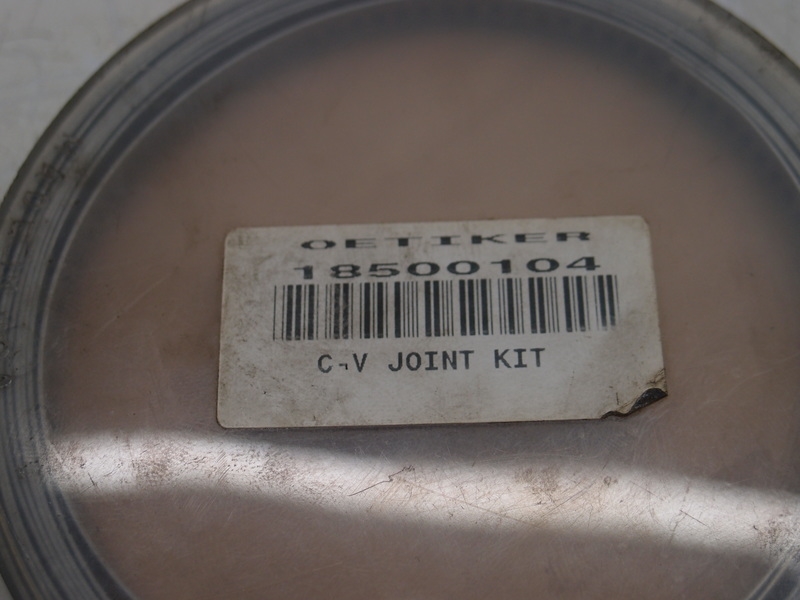 OETIKER
18500104
C-V JOINT KIT